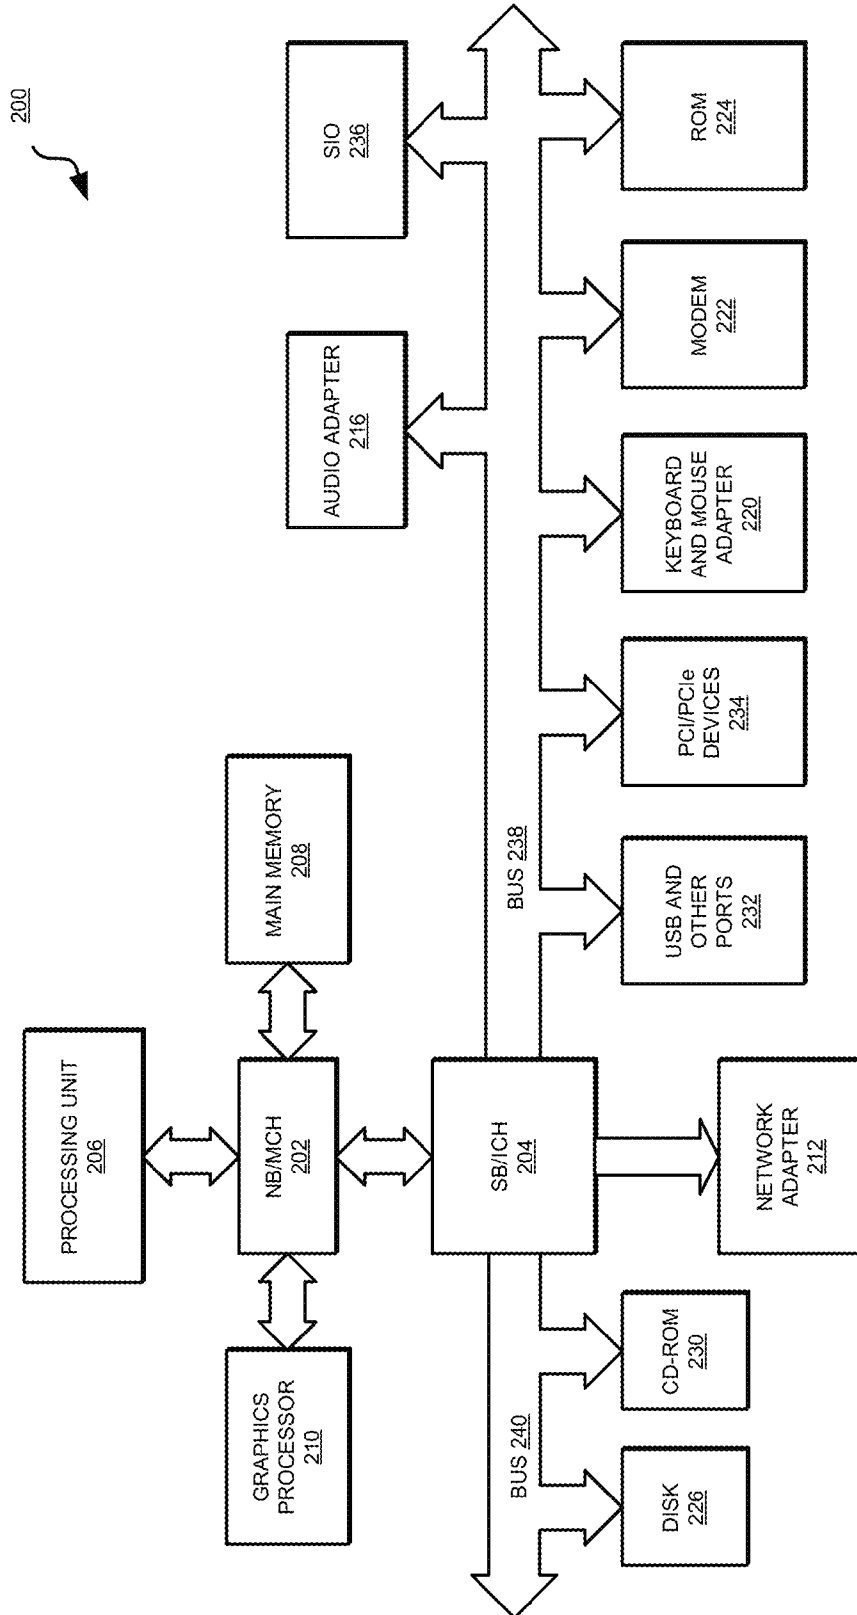 200
PROCESSING UNIT
206
GRAPHICS
PROCESSOR
210
NB/MCH
202
MAIN MEMORY
208
AUDIO ADAPTER
216
SIO
236
SB/ICH
204
BUS 240
BUS 238
DISK
226
CD-ROM
230
NETWORK
ADAPTER
212
USB AND
OTHER
PORTS
232
PCI/PCIe
DEVICES
234
KEYBOARD
AND MOUSE
ADAPTER
220
MODEM
222
ROM
224